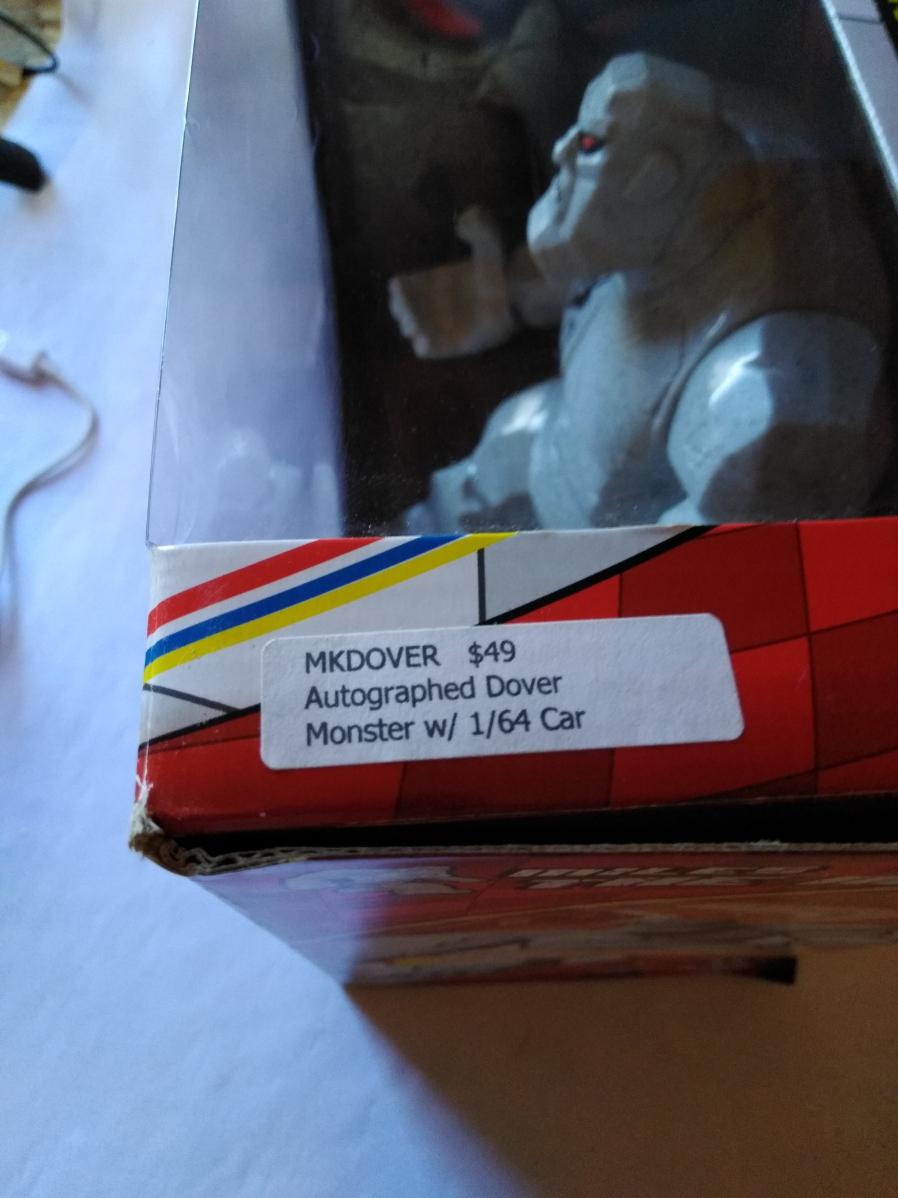 MKDOVER $49
Autographed Dover
Monster w/ 1/64 Car